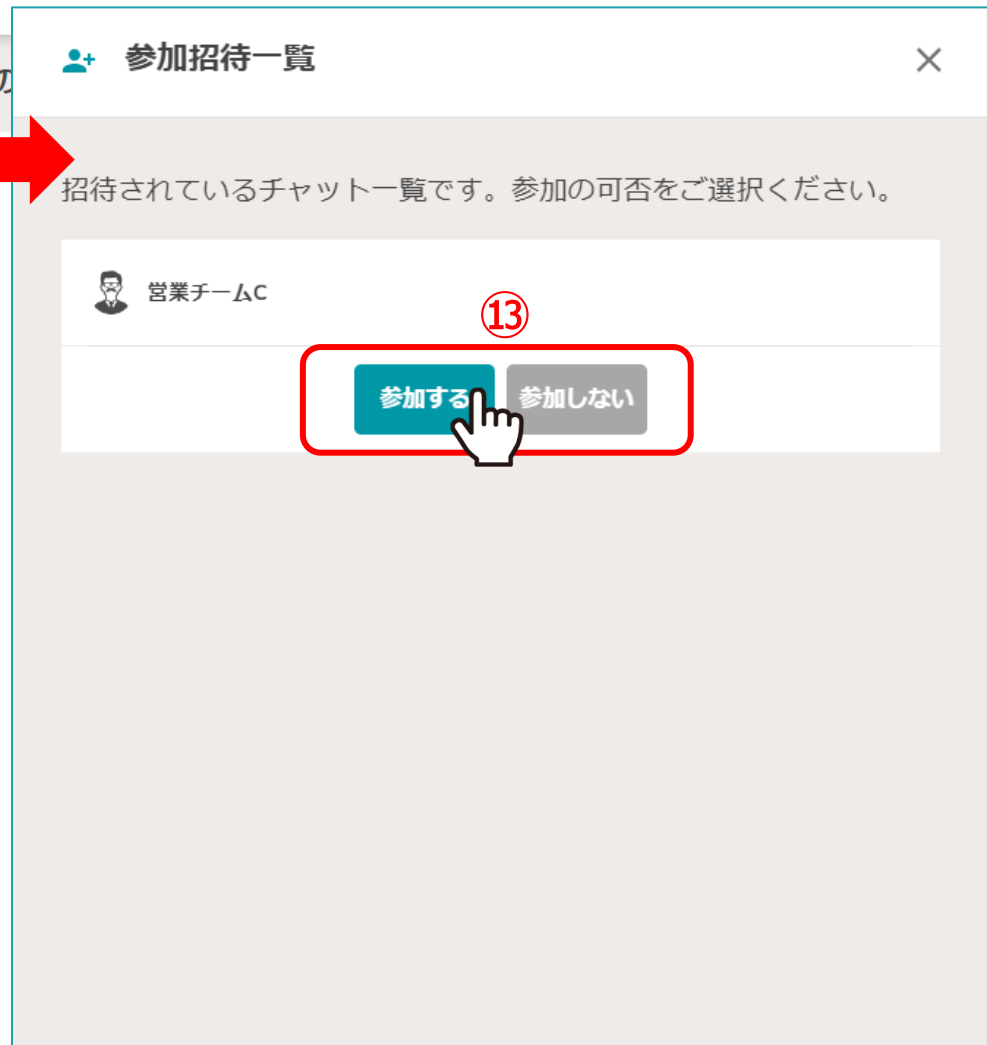 参加招待一覧
の
招待されているチャット一覧です。参加の可否をご選択ください。
営業チームC
⑬
参加する 参加しない